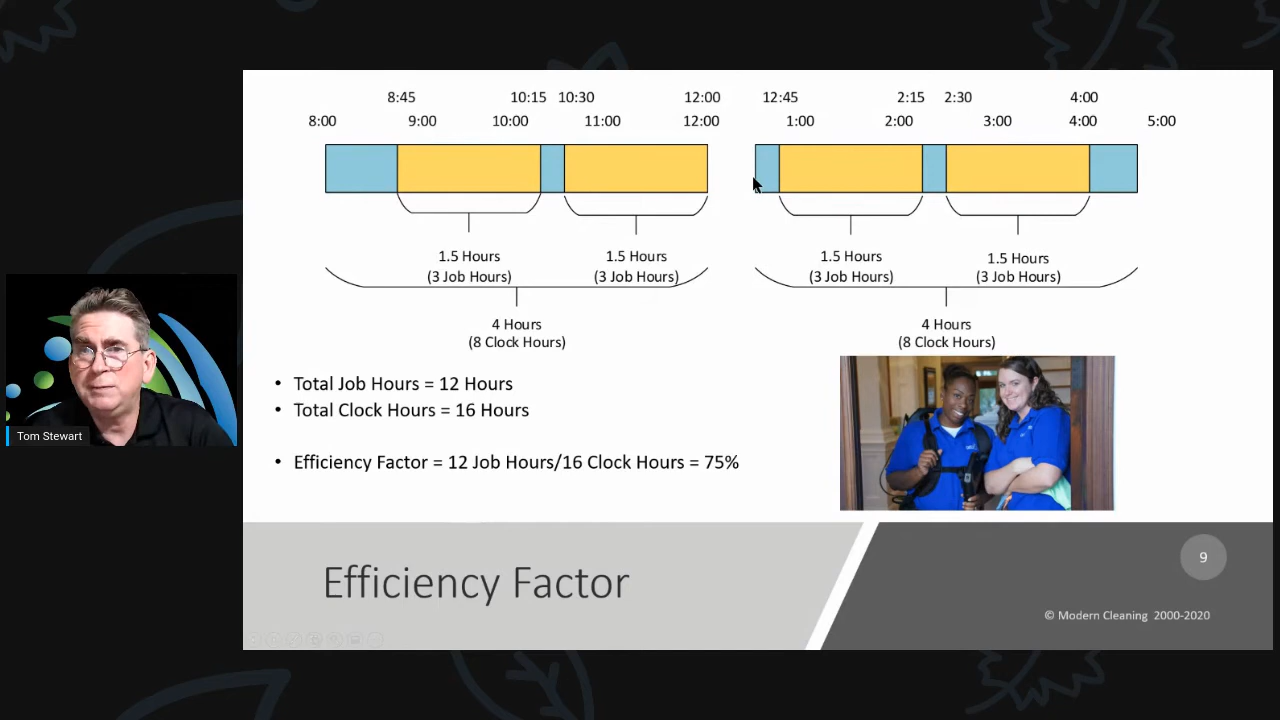 8:45 10:15 10:30 12:00 12:45 2:15 2:30 4:00
8:00 9:00 10:00 11:00 12:00 1:00 2:00 3:00 4:00 5:00
1.5 Hours 1.5 Hours 1.5 Hours 1.5 Hours
(3 Job Hours) (3 Job Hours) (3 Job Hours) (3 Job Hours)
4 Hours 4 Hours
(8 Clock Hours) (8 Clock Hours)
• Total Job Hours = 12 Hours
• Total Clock Hours = 16 Hours
• Efficiency Factor = 12 Job Hours/16 Clock Hours = 75%
Tom Stewart
Efficiency Factor
9
© Modern Cleaning 2000-2020